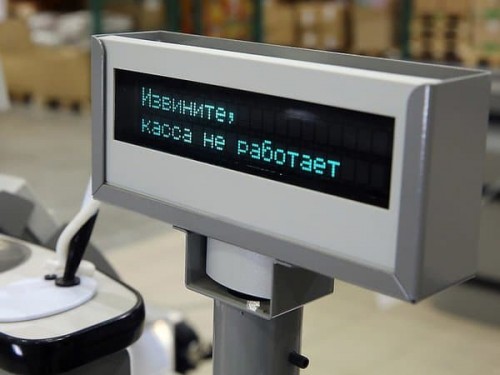 Извините,
касса не работает